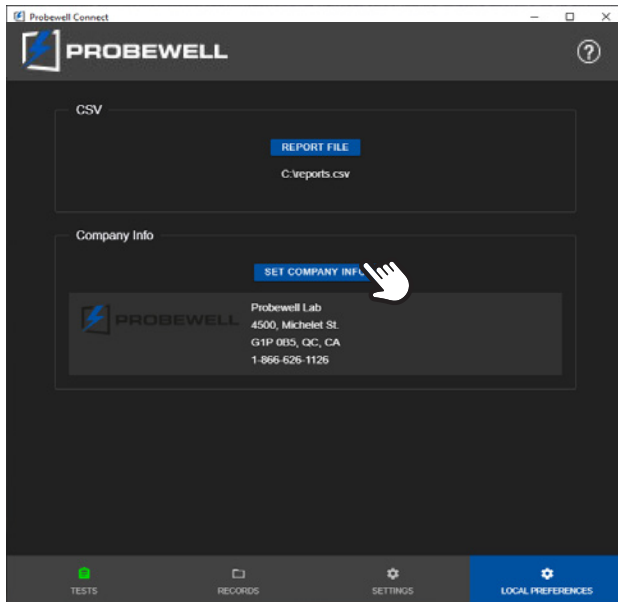 Probewell Connect
PROBEWELL
?
CSV
REPORT FILE
C:\reports.csv
Company Info
SET COMPANY INFO
PROBEWELL
Probewell Lab
4500, Michelet St.
G1P 0B5, QC, CA
1-866-626-1126
TESTS
RECORDS
SETTINGS
LOCAL PREFERENCES